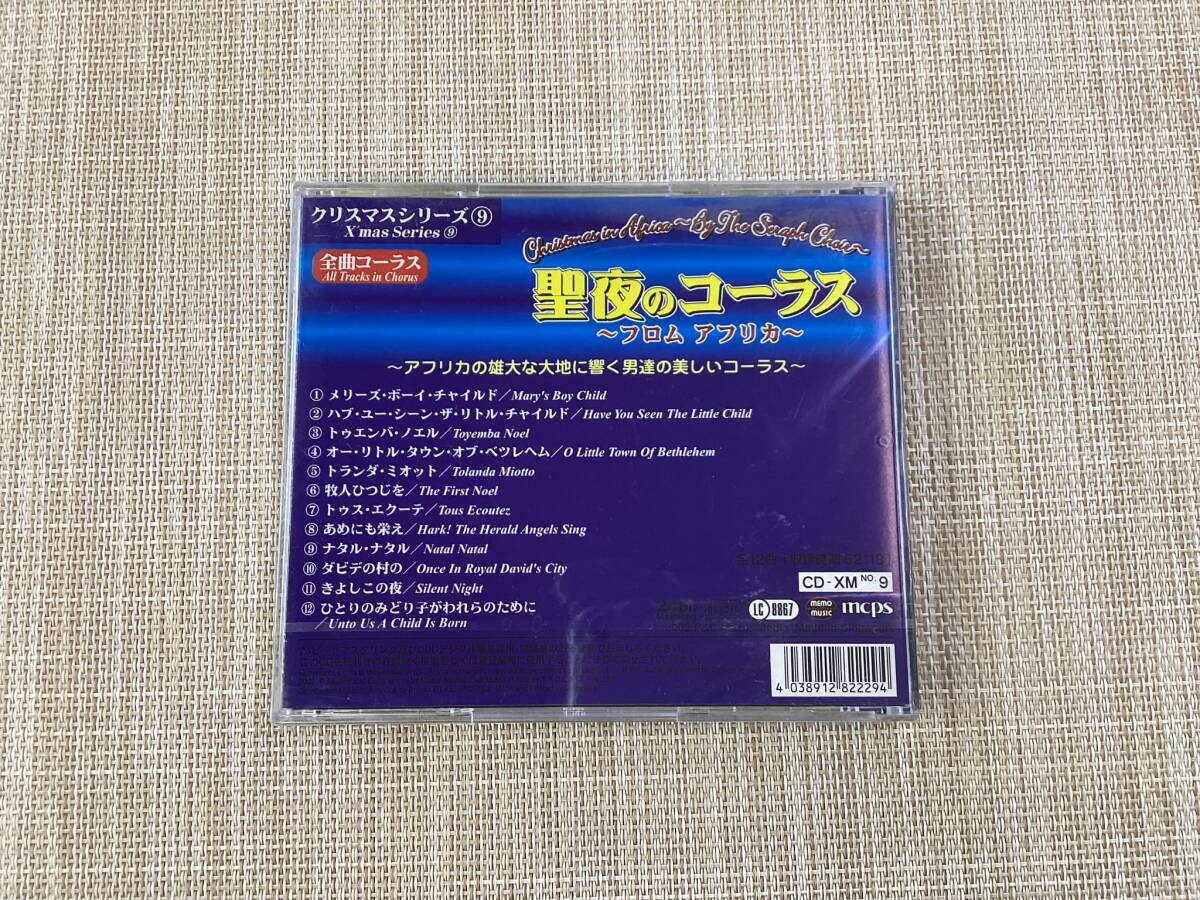 クリスマスシリーズ⑨
X'mas Series ⑨
全曲コーラス
All Tracks in Chorus
Christmas in Africa ~By The Seraph Choir~
聖夜のコーラス
～フロム アフリカ～
～アフリカの雄大な大地に響く男達の美しいコーラス～
① メリーズ・ボーイ・チャイルド／Mary's Boy Child
② ハブ・ユー・シーン・ザ・リトル・チャイルド／Have You Seen The Little Child
③ トゥエンバ・ノエル／Toyemba Noel
④ オー・リトル・タウン・オブ・ベツレヘム／O Little Town Of Bethlehem
⑤ トランダ・ミオット／Tolanda Miotto
⑥ 牧人ひつじを／The First Noel
⑦ トゥス・エクーテ／Tous Ecoutez
⑧ あめにも栄え／Hark! The Herald Angels Sing
⑨ ナタル・ナタル／Natal Natal
⑩ ダビデの村の／Once In Royal David's City
⑪ きよしこの夜／Silent Night
⑫ ひとりのみどり子がわれらのために
／Unto Us A Child Is Born
全12曲
CD-XM NO. 9
24bit
LC 8867
MEMO MUSIC
mcps
4 038912 822294